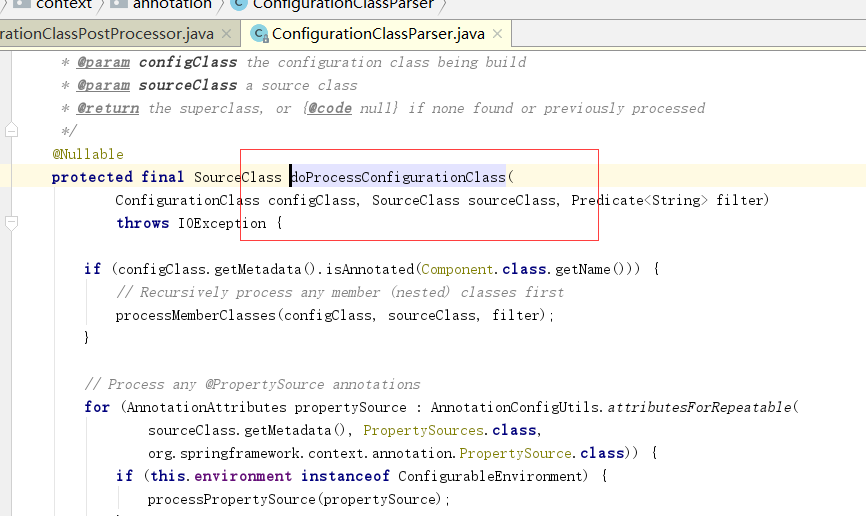 context annotation ConfigurationClassParser
rationClassPostProcessor.java ConfigurationClassParser.java
* @param configClass the configuration class being build
* @param sourceClass a source class
* @return the superclass, or {@code null} if none found or previously processed
*/
@Nullable
protected final SourceClass doProcessConfigurationClass(
ConfigurationClass configClass, SourceClass sourceClass, Predicate<String> filter)
throws IOException {
if (configClass.getMetadata().isAnnotated(Component.class.getName())) {
// Recursively process any member (nested) classes first
processMemberClasses(configClass, sourceClass, filter);
}
// Process any @PropertySource annotations
for (AnnotationAttributes propertySource : AnnotationConfigUtils.attributesForRepeatable(
sourceClass.getMetadata(), PropertySources.class,
org.springframework.context.annotation.PropertySource.class)) {
if (this.environment instanceof ConfigurableEnvironment) {
processPropertySource(propertySource);